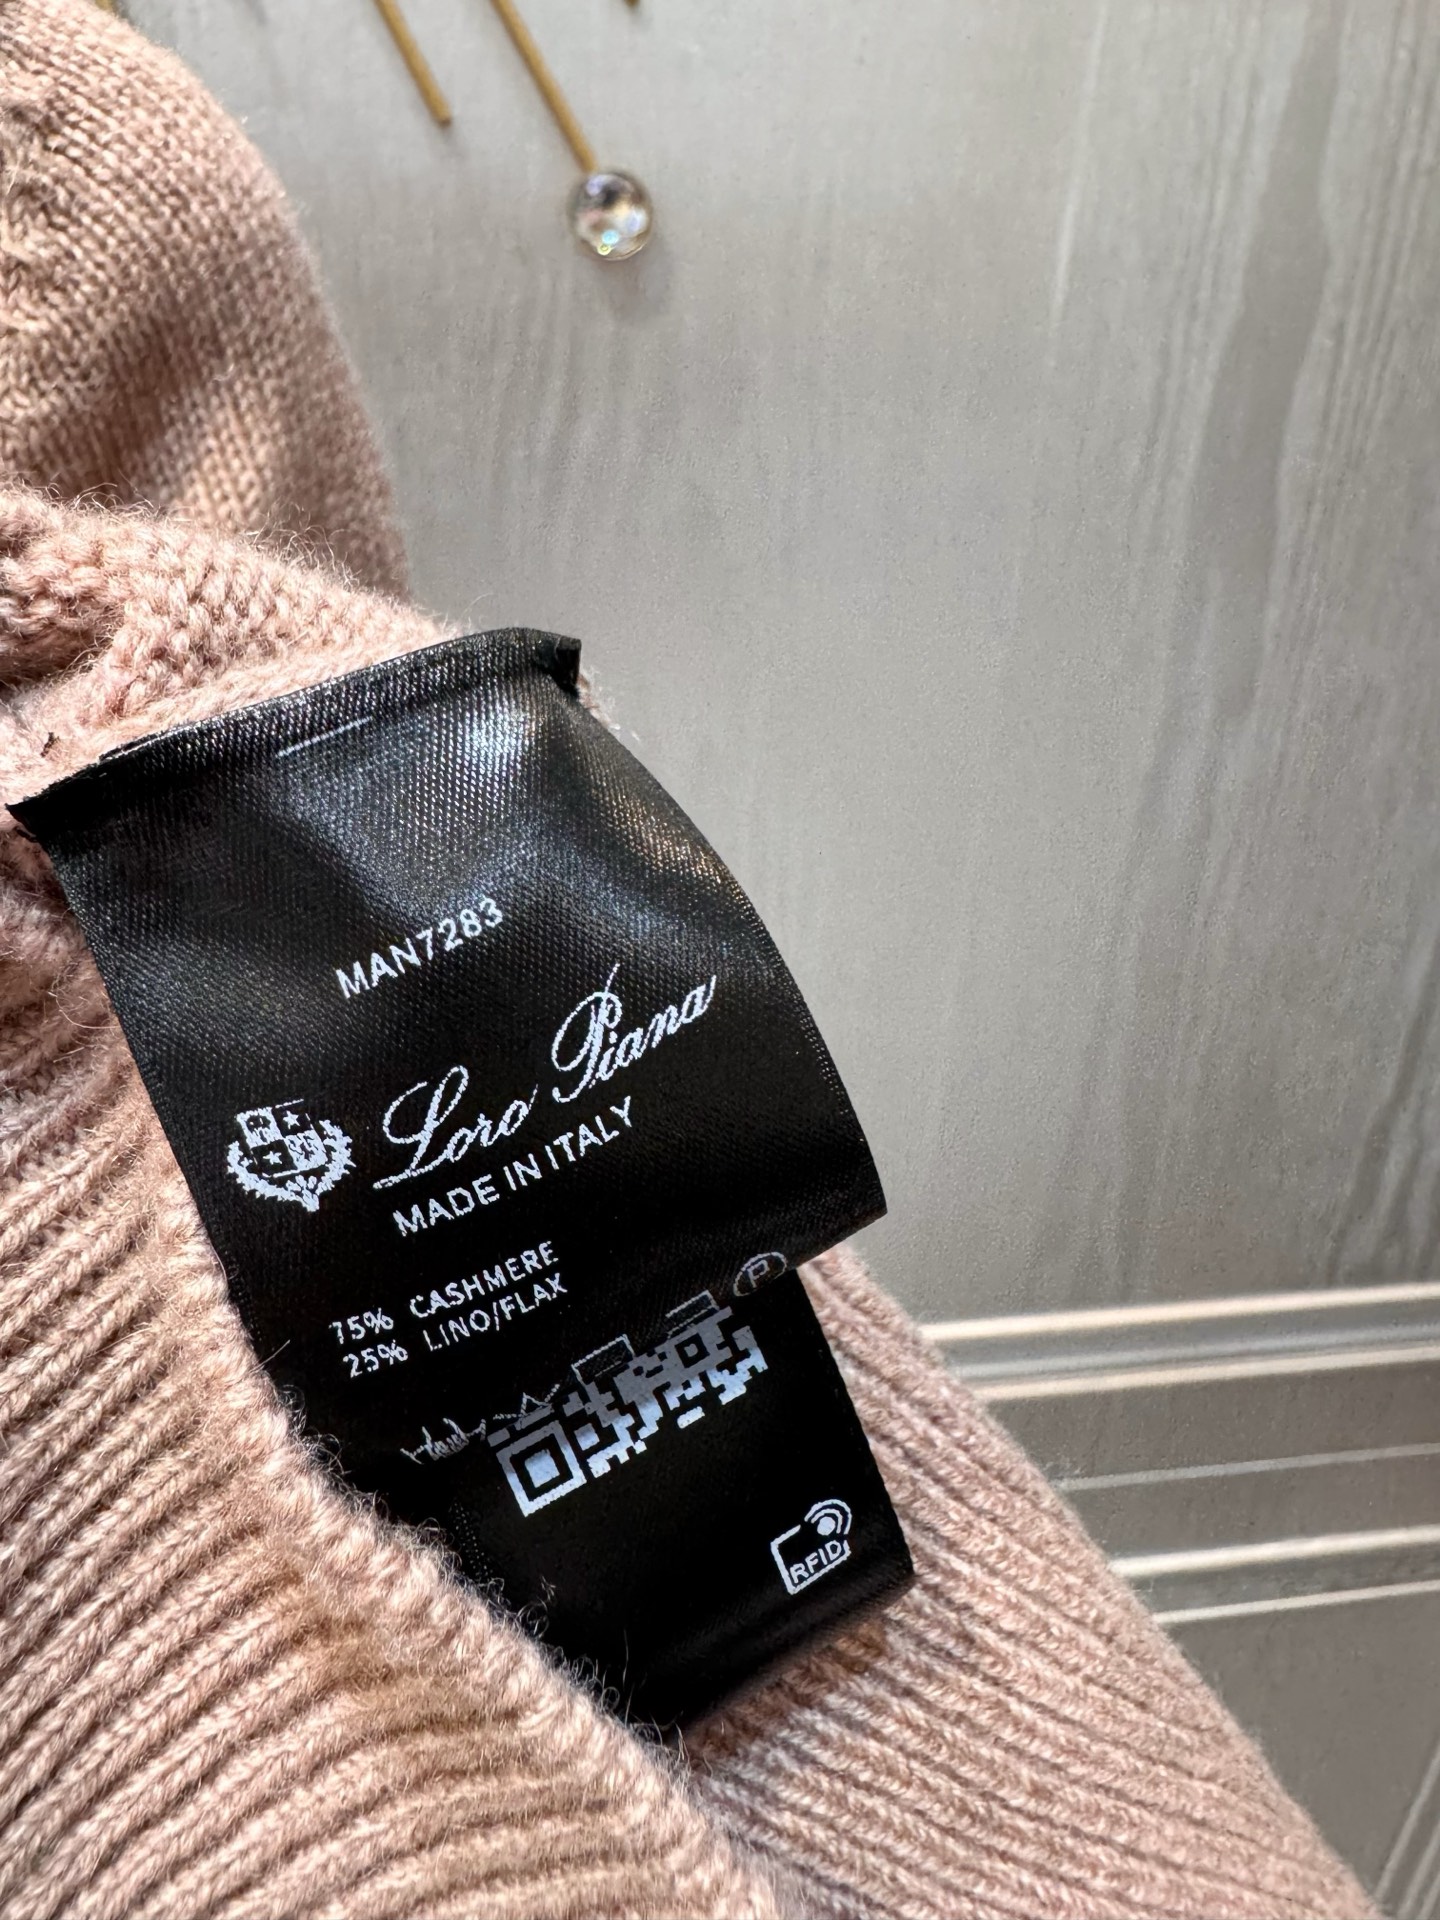 MAN7283
Loro Piana
MADE IN ITALY
75% CASHMERE
25% LINO/FLAX
P
RFID